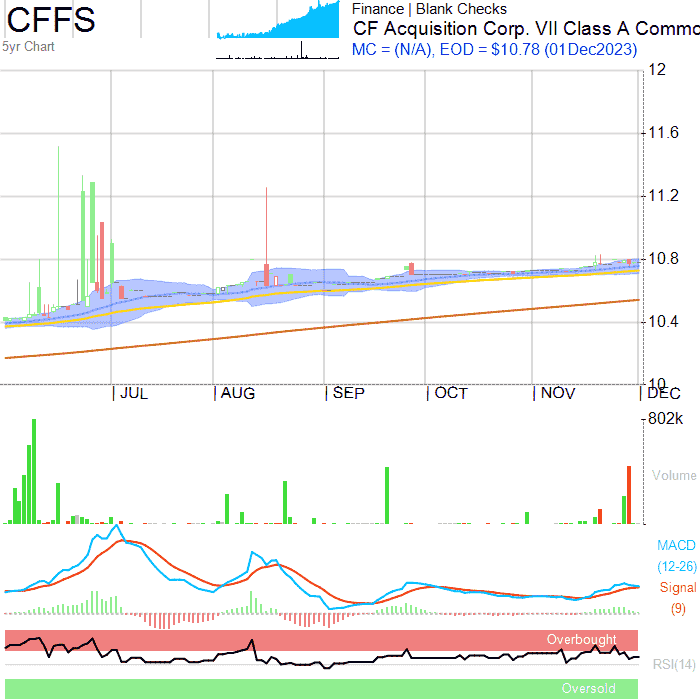 CFFS
5yr Chart
Finance | Blank Checks
CF Acquisition Corp. VII Class A Commo
MC = (N/A), EOD = $10.78 (01Dec2023)
12
11.6
11.2
10.8
10.4
10
JUL
AUG
SEP
OCT
NOV
DEC
802k
Volume
MACD
(12-26)
Signal
(9)
Overbought
RSI(14)
Oversold